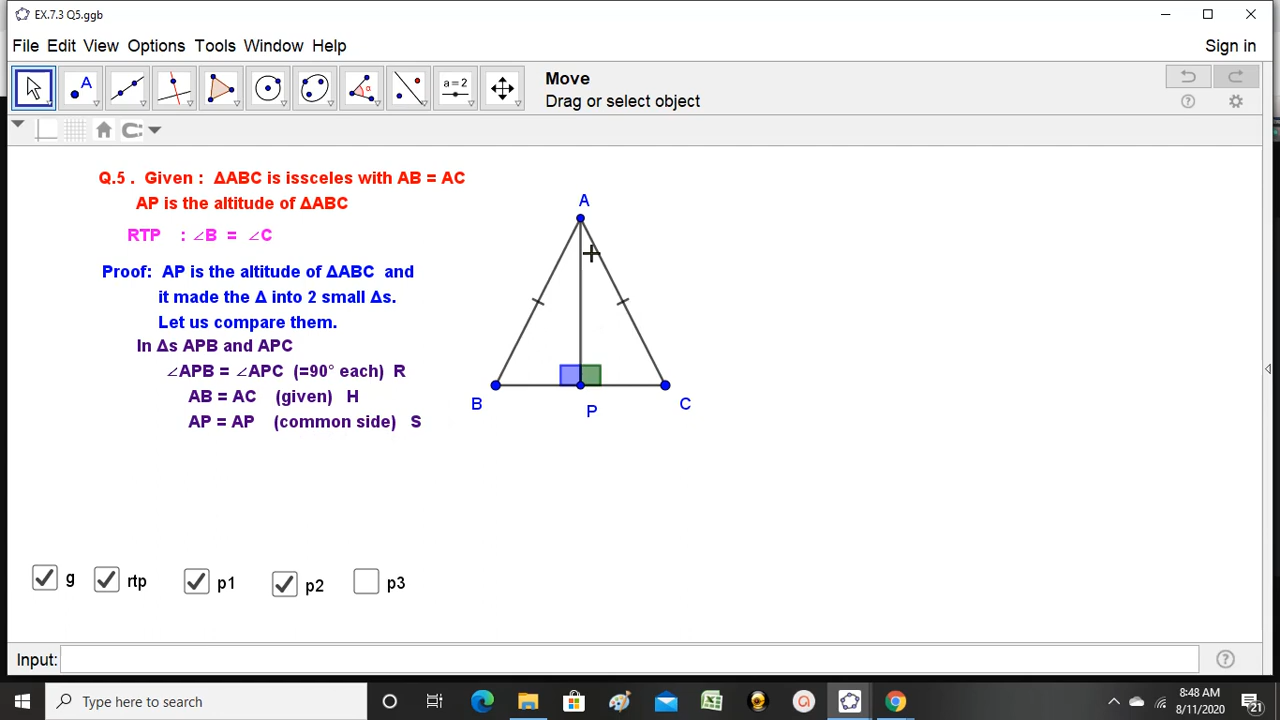 EX.7.3 Q5.ggb
File Edit View Options Tools Window Help
Sign in
A
α
a = 2
Move
Drag or select object
Q.5 . Given : ΔABC is issceles with AB = AC
AP is the altitude of ΔABC
RTP : ∠B = ∠C
Proof: AP is the altitude of ΔABC and
it made the Δ into 2 small Δs.
Let us compare them.
In Δs APB and APC
∠APB = ∠APC (=90° each) R
AB = AC (given) H
AP = AP (common side) S
A
B
P
C
g
rtp
p1
p2
p3
Input:
Type here to search
8:48 AM
8/11/2020
21